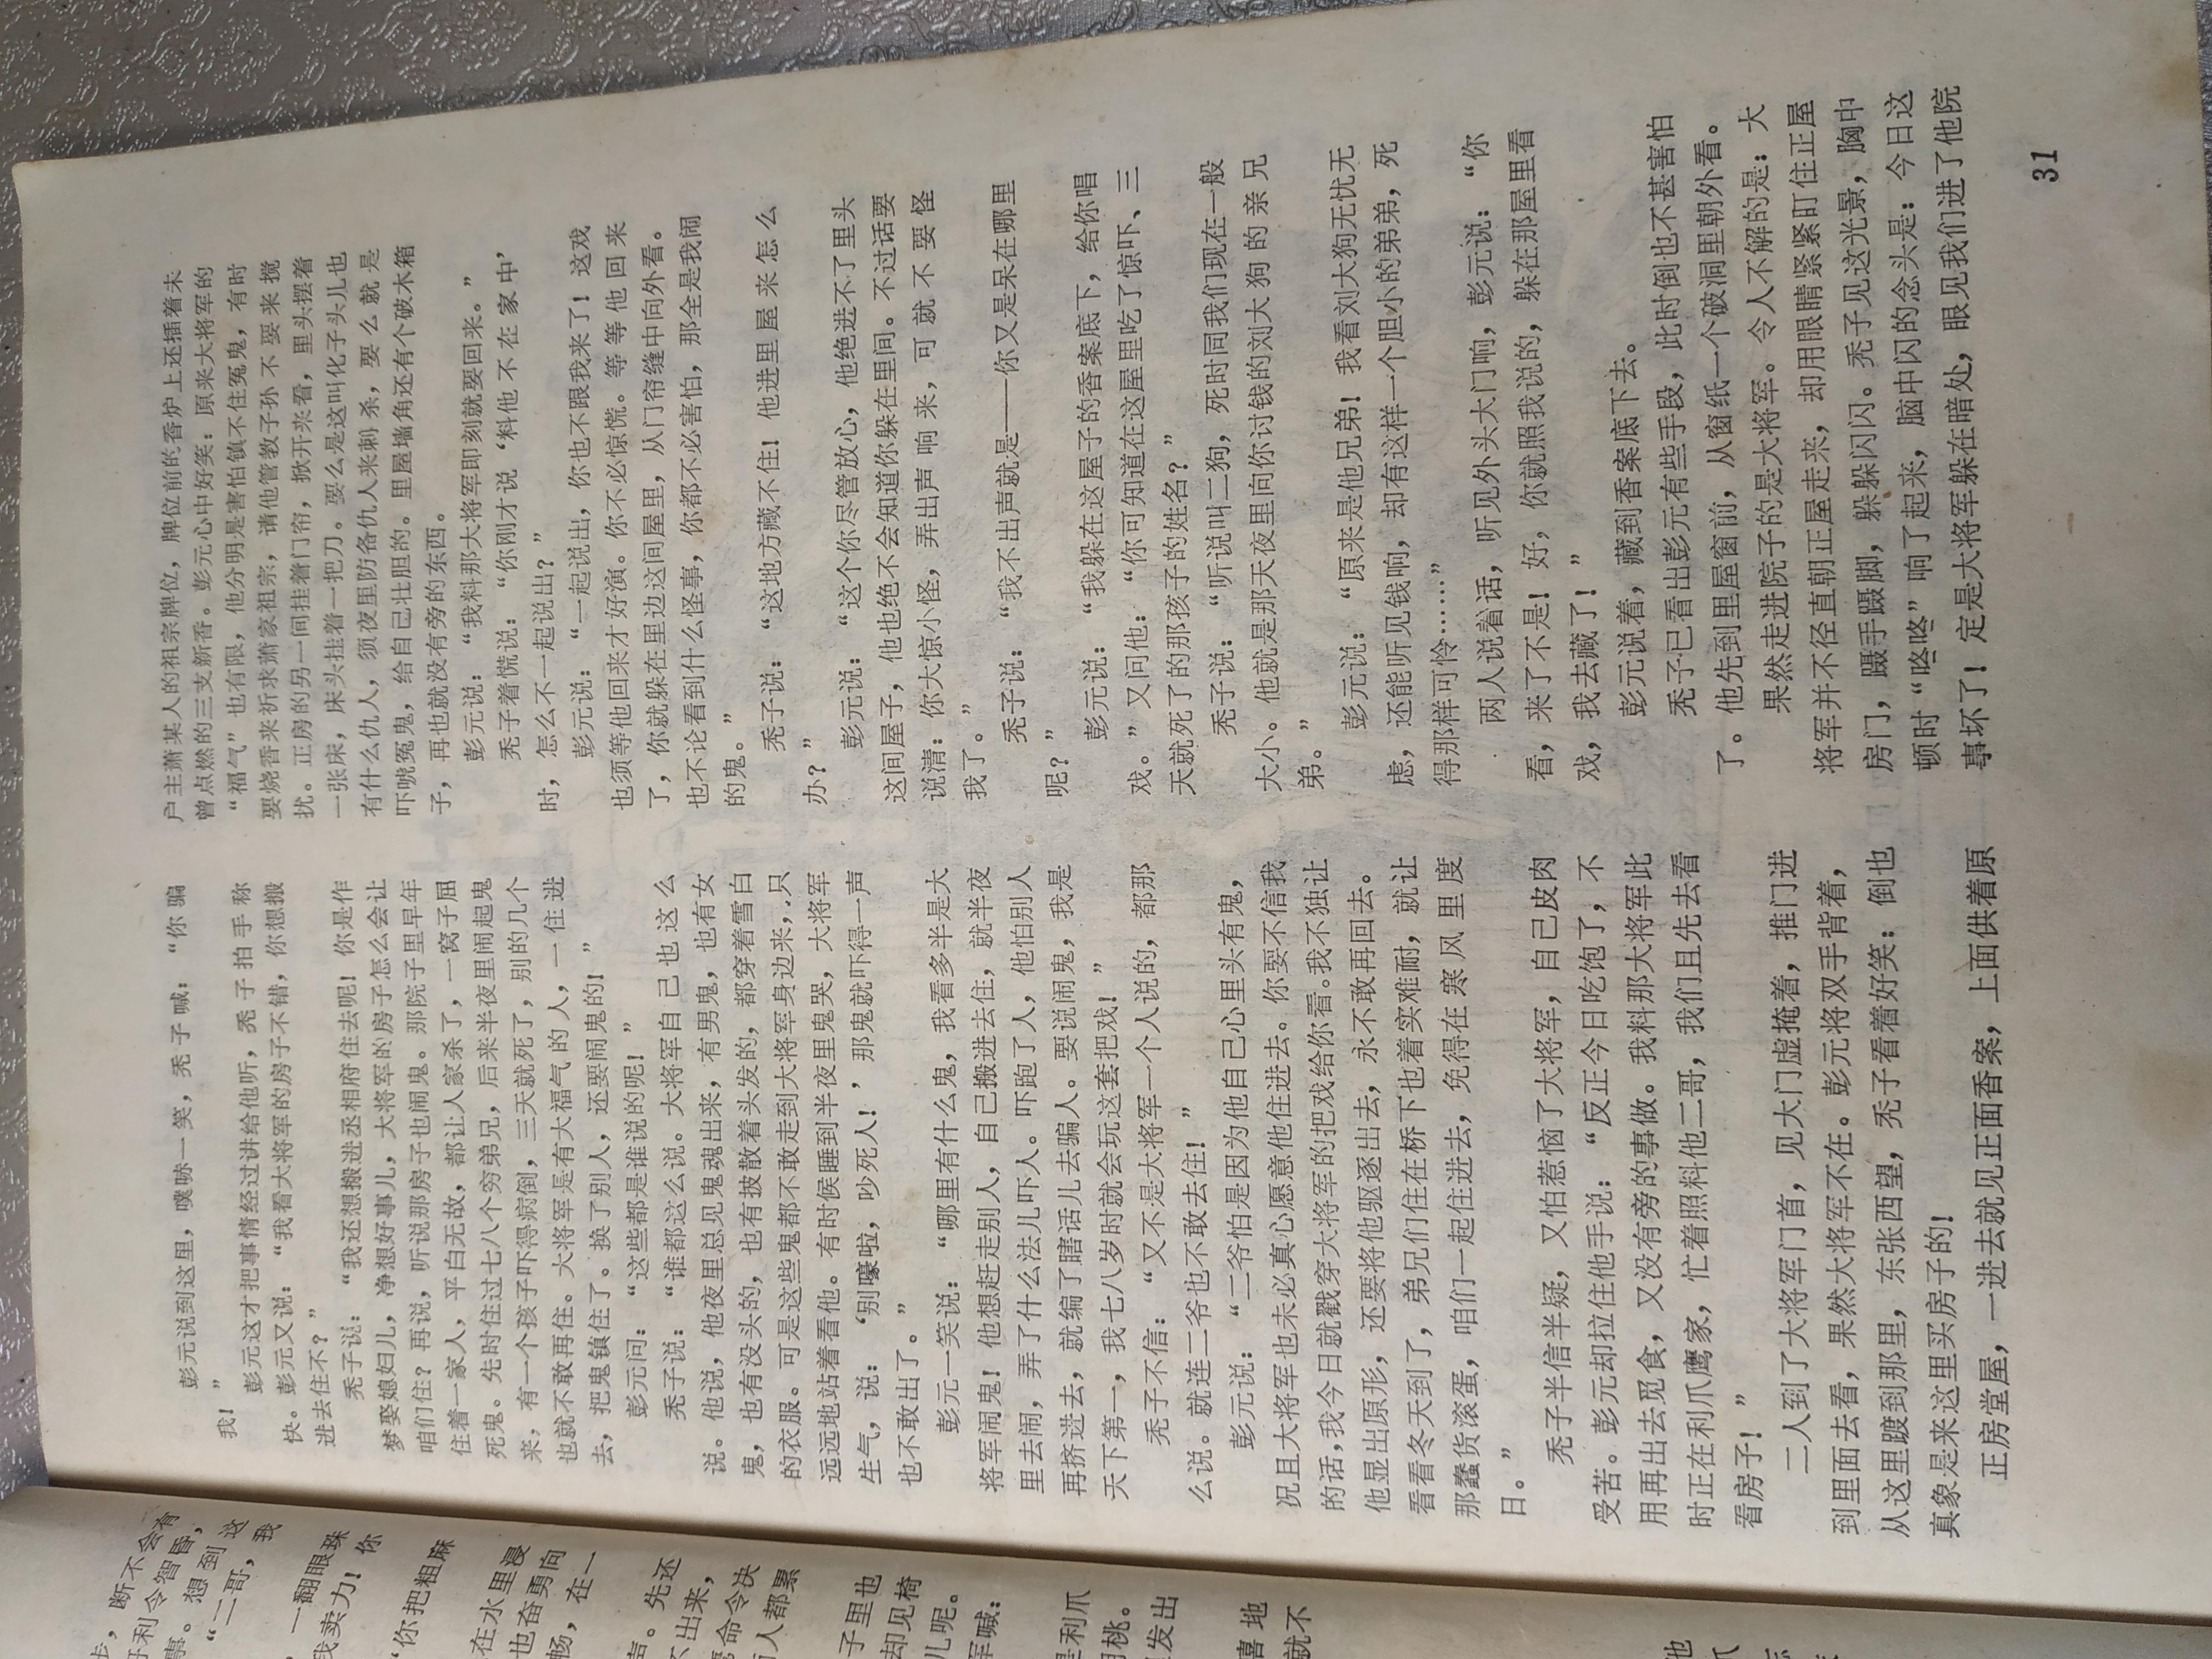 步，断不会有
利令智昏，
事。想到这
“二哥，我
一翻眼珠
我卖力！你
“你把粗麻
在水里浸
也奋勇向
畅，在一
声。先还
不出来，
命令决
人都累
子里也
却见椅
儿呢。
军喊：
是利爪
胡桃。
发出
喜地
就不
彭元说到这里，噗哧一笑，秃子喊：“你骗
我！”
彭元这才把事情经过讲给他听，秃子拍手称
快。彭元又说：“我看大将军的房子不错，你想搬
进去住不？”
秃子说：“我还想搬进丞相府住去呢！你是作
梦娶媳妇儿，净想好事儿，大将军的房子怎么会让
咱们住？再说，听说那房子也闹鬼。那院子里早年
住着一家人，平白无故，都让人家杀了，一窝子屈
死鬼。先时住过七八个穷弟兄，后来半夜里闹起鬼
来，有一个孩子吓得病倒，三天就死了，别的几个
也就不敢再住。大将军是有大福气的人，一住进
去，把鬼镇住了。换了别人，还要闹鬼的！”
彭元问：“这些都是谁说的呢！”
秃子说：“谁都这么说。大将军自己也这么
说。他说，他夜里总见鬼魂出来，有男鬼，也有女
鬼，也有没头的，也有披散着头发的，都穿着雪白
的衣服。可是这些鬼都不敢走到大将军身边来，只
远远地站着看他。有时侯睡到半夜里鬼哭，大将军
生气，说：‘别嚎啦，吵死人！，那鬼就吓得一声
也不敢出了。”
彭元一笑说：“哪里有什么鬼，我看多半是大
将军闹鬼！他想赶走别人，自己搬进去住，就半夜
里去闹，弄了什么法儿吓人。吓跑了人，他怕别人
再挤进去，就编了瞎话儿去骗人。要说闹鬼，我是
天下第一，我七八岁时就会玩这套把戏！”
秃子不信：“又不是大将军一个人说的，都那
么说。就连二爷也不敢去住！”
彭元说：“二爷怕是因为他自己心里头有鬼，
况且大将军也未必真心愿意他住进去。你要不信我
的话，我今日就戳穿大将军的把戏给你看。我不独让
他显出原形，还要将他驱逐出去，永不敢再回去。
看看冬天到了，弟兄们住在桥下也着实难耐，就让
那蠢货滚蛋，咱们一起住进去，免得在寒风里度
日。”
秃子半信半疑，又怕惹恼了大将军，自己皮肉
受苦。彭元却拉住他手说：“反正今日吃饱了，不
用再出去觅食，又没有旁的事做。我料那大将军此
时正在利爪鹰家，忙着照料他二哥，我们且先去看
看房子！”
二人到了大将军门首，见大门虚掩着，推门进
到里面去看，果然大将军不在。彭元将双手背着，
从这里踱到那里，东张西望，秃子看着好笑：倒也
真象是来这里买房子的！
正房堂屋，一进去就见正面香案，上面供着原
户主萧某人的祖宗牌位，牌位前的香炉上还插着未
曾点燃的三支新香。彭元心中好笑：原来大将军的
“福气”也有限，他分明是害怕镇不住冤鬼，有时
要烧香来祈求萧家祖宗，请他管教子孙不要来搅
扰。正房的另一间挂着门帘，掀开来看，里头摆着
一张床，床头挂着一把刀。要么是这叫化子头儿也
有什么仇人，须夜里防备仇人来刺杀，要么就是
吓唬冤鬼，给自己壮胆的。里屋墙角还有个破木箱
子，再也就没有旁的东西。
彭元说：“我料那大将军即刻就要回来。”
秃子着慌说：“你刚才说‘料他不在家中’
时，怎么不一起说出？”
彭元说：“一起说出，你也不跟我来了！这戏
也须等他回来才好演。你不必惊慌。等等他回来
了，你就躲在里边这间屋里，从门帘缝中向外看。
也不论看到什么怪事，你都不必害怕，那全是我闹
的鬼。”
秃子说：“这地方藏不住！他进里屋来怎么
办？”
彭元说：“这个你尽管放心，他绝进不了里头
这间屋子，他也绝不会知道你躲在里间。不过话要
说清：你大惊小怪，弄出声响来，可就不要怪
我了。”
秃子说：“我不出声就是——你又是呆在哪里
呢？”
彭元说：“我躲在这屋子的香案底下，给你唱
戏。”又问他：“你可知道在这屋里吃了惊吓、三
天就死了的那孩子的姓名？”
秃子说：“听说叫二狗，死时同我们现在一般
大小。他就是那天夜里向你讨钱的刘大狗的亲兄
弟。”
彭元说：“原来是他兄弟！我看刘大狗无忧无
虑，还能听见钱响，却有这样一个胆小的弟弟，死
得那样可怜……”
两人说着话，听见外头大门响，彭元说：“你
看，来了不是！好，你就照我说的，躲在那屋里看
戏，我去藏了！”
彭元说着，藏到香案底下去。
秃子已看出彭元有些手段，此时倒也不甚害怕
了。他先到里屋窗前，从窗纸一个破洞里朝外看。
果然走进院子的是大将军。令人不解的是：大
将军并不径直朝正屋走来，却用眼睛紧盯住正屋
房门，蹑手蹑脚，躲躲闪闪。秃子见这光景，胸中
顿时“咚咚”响了起来，脑中闪的念头是：今日这
事坏了！定是大将军躲在暗处，眼见我们进了他院
31